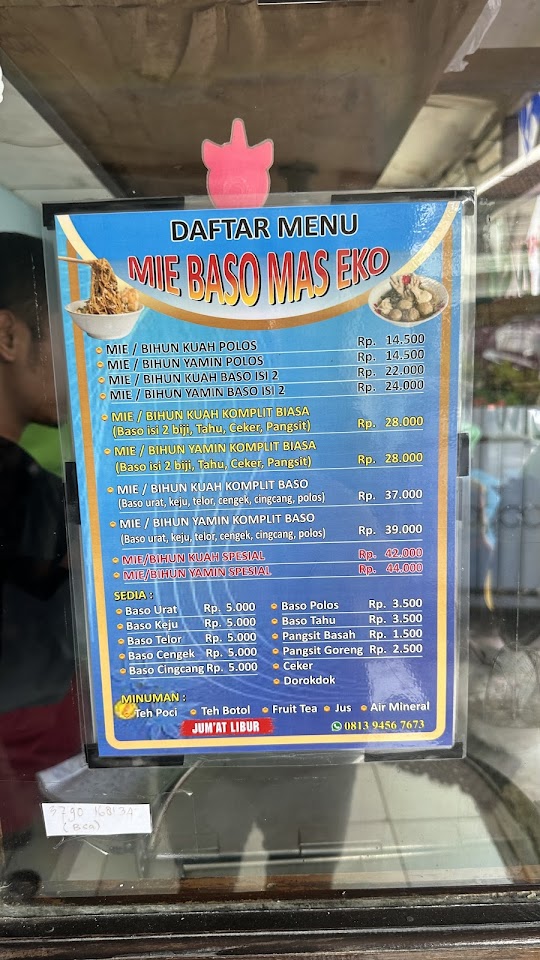 DAFTAR MENU
MIE BASO MAS EKO
MIE / BIHUN KUAH POLOS Rp. 14.500
MIE / BIHUN YAMIN POLOS Rp. 14.500
MIE / BIHUN KUAH BASO ISI 2 Rp. 22.000
MIE / BIHUN YAMIN BASO ISI 2 Rp. 24.000
MIE / BIHUN KUAH KOMPLIT BIASA
(Baso isi 2 biji, Tahu, Ceker, Pangsit) Rp. 28.000
MIE / BIHUN YAMIN KOMPLIT BIASA
(Baso isi 2 biji, Tahu, Ceker, Pangsit) Rp. 28.000
MIE / BIHUN KUAH KOMPLIT BASO
(Baso urat, keju, telor, cengek, cingcang, polos) Rp. 37.000
MIE / BIHUN YAMIN KOMPLIT BASO
(Baso urat, keju, telor, cengek, cingcang, polos) Rp. 39.000
MIE/BIHUN KUAH SPESIAL Rp. 42.000
MIE/BIHUN YAMIN SPESIAL Rp. 44.000
SEDIA :
Baso Urat Rp. 5.000
Baso Keju Rp. 5.000
Baso Telor Rp. 5.000
Baso Cengek Rp. 5.000
Baso Cingcang Rp. 5.000
Baso Polos Rp. 3.500
Baso Tahu Rp. 3.500
Pangsit Basah Rp. 1.500
Pangsit Goreng Rp. 2.500
Ceker
Dorokdok
MINUMAN :
Teh Poci Teh Botol Fruit Tea Jus Air Mineral
JUM'AT LIBUR 0813 9456 7673
(BCA)